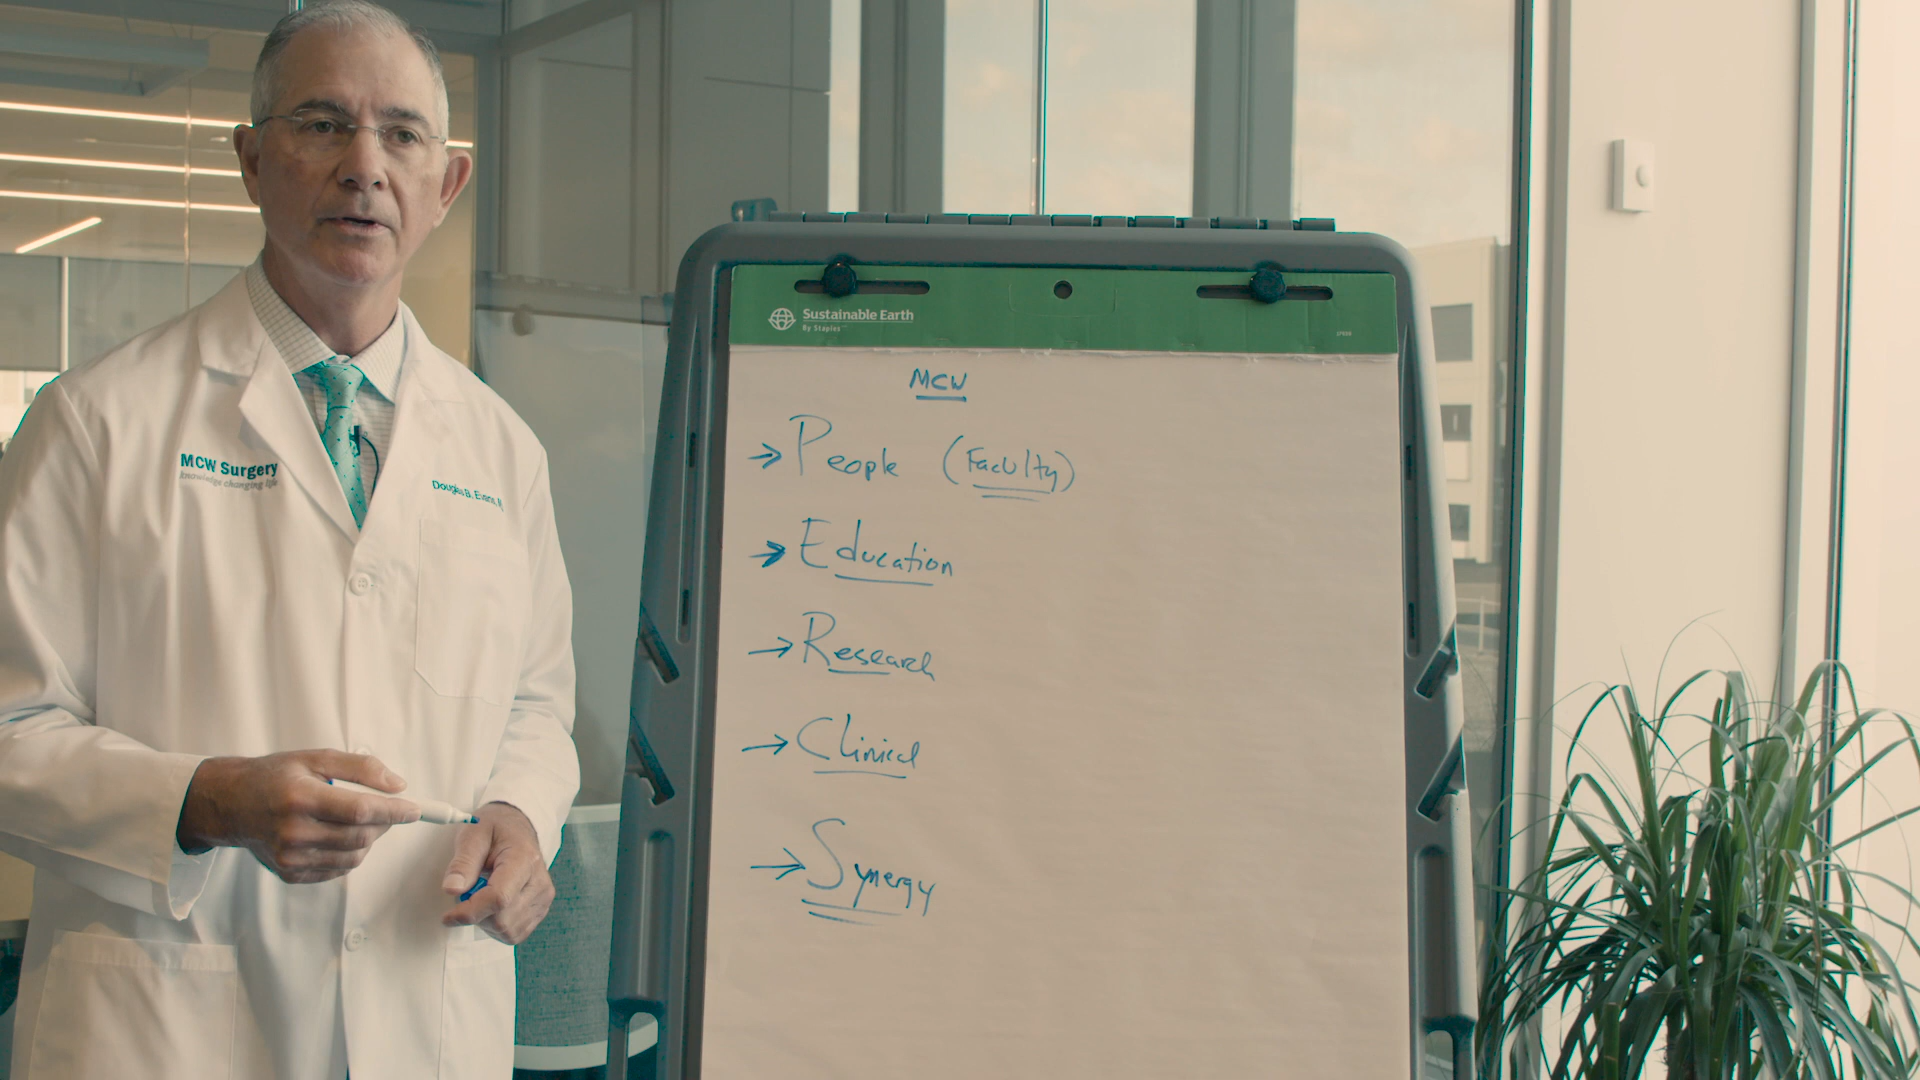 MCW Surgery
knowledge changing life
Douglas B. Evans,
Sustainable Earth
By Staples
MCW
→ People (Faculty)
→ Education
→ Research
→ Clinical
→ Synergy